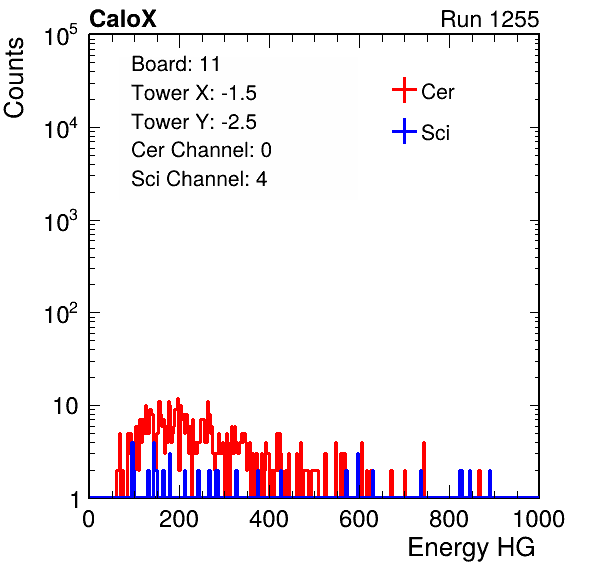 CaloX Run 1255
Counts
Board: 11
Tower X: -1.5
Tower Y: -2.5
Cer Channel: 0
Sci Channel: 4
Cer
Sci
10^5
10^4
10^3
10^2
10
1
0 200 400 600 800 1000
Energy HG